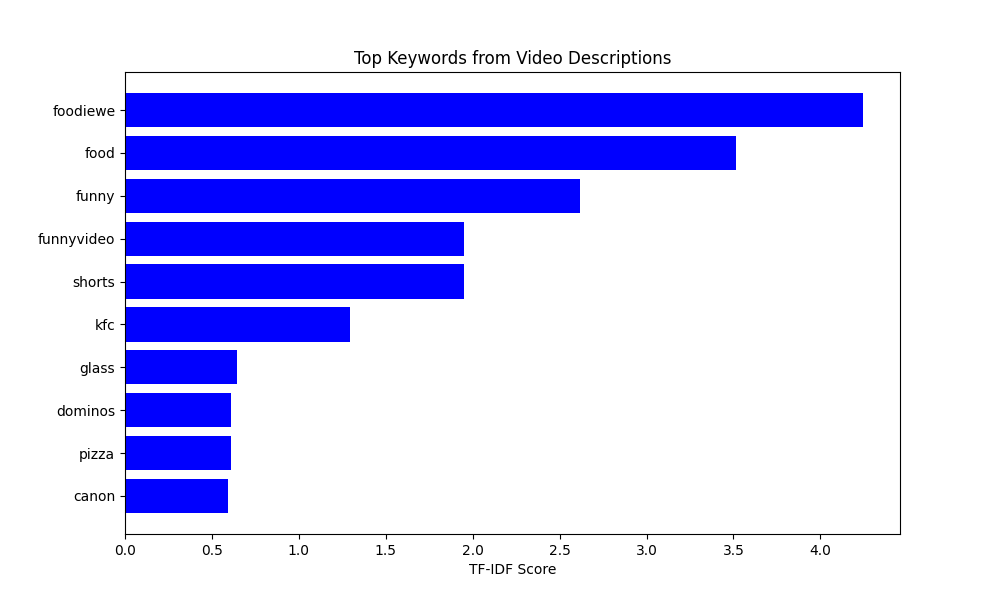 Top Keywords from Video Descriptions
foodiewe
food
funny
funnyvideo
shorts
kfc
glass
dominos
pizza
canon
0.0 0.5 1.0 1.5 2.0 2.5 3.0 3.5 4.0
TF-IDF Score